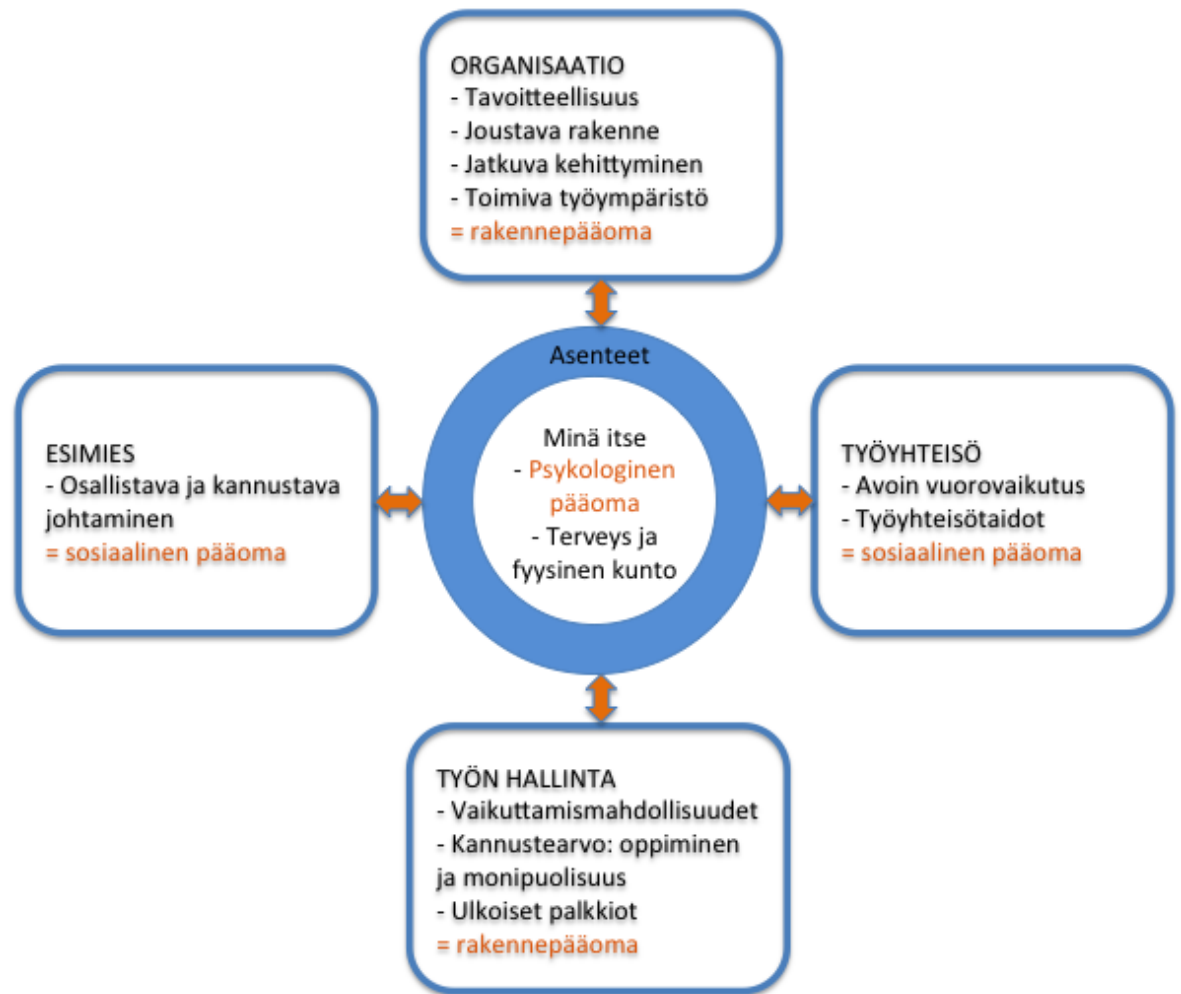 ORGANISAATIO
- Tavoitteellisuus
- Joustava rakenne
- Jatkuva kehittyminen
- Toimiva työympäristö
= rakennepääoma
Asenteet
Minä itse
- Psykologinen
pääoma
- Terveys ja
fyysinen kunto
ESIMIES
- Osallistava ja kannustava
johtaminen
= sosiaalinen pääoma
TYÖYHTEISÖ
- Avoin vuorovaikutus
- Työyhteisötaidot
= sosiaalinen pääoma
TYÖN HALLINTA
- Vaikuttamismahdollisuudet
- Kannustearvo: oppiminen
ja monipuolisuus
- Ulkoiset palkkiot
= rakennepääoma